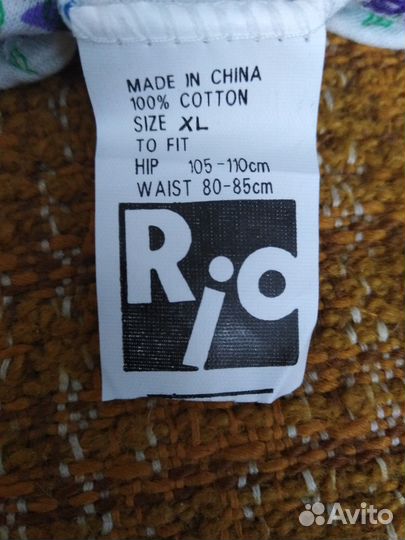 MADE IN CHINA
100% COTTON
SIZE XL
TO FIT
HIP 105-110cm
WAIST 80-85cm
Rio
Avito